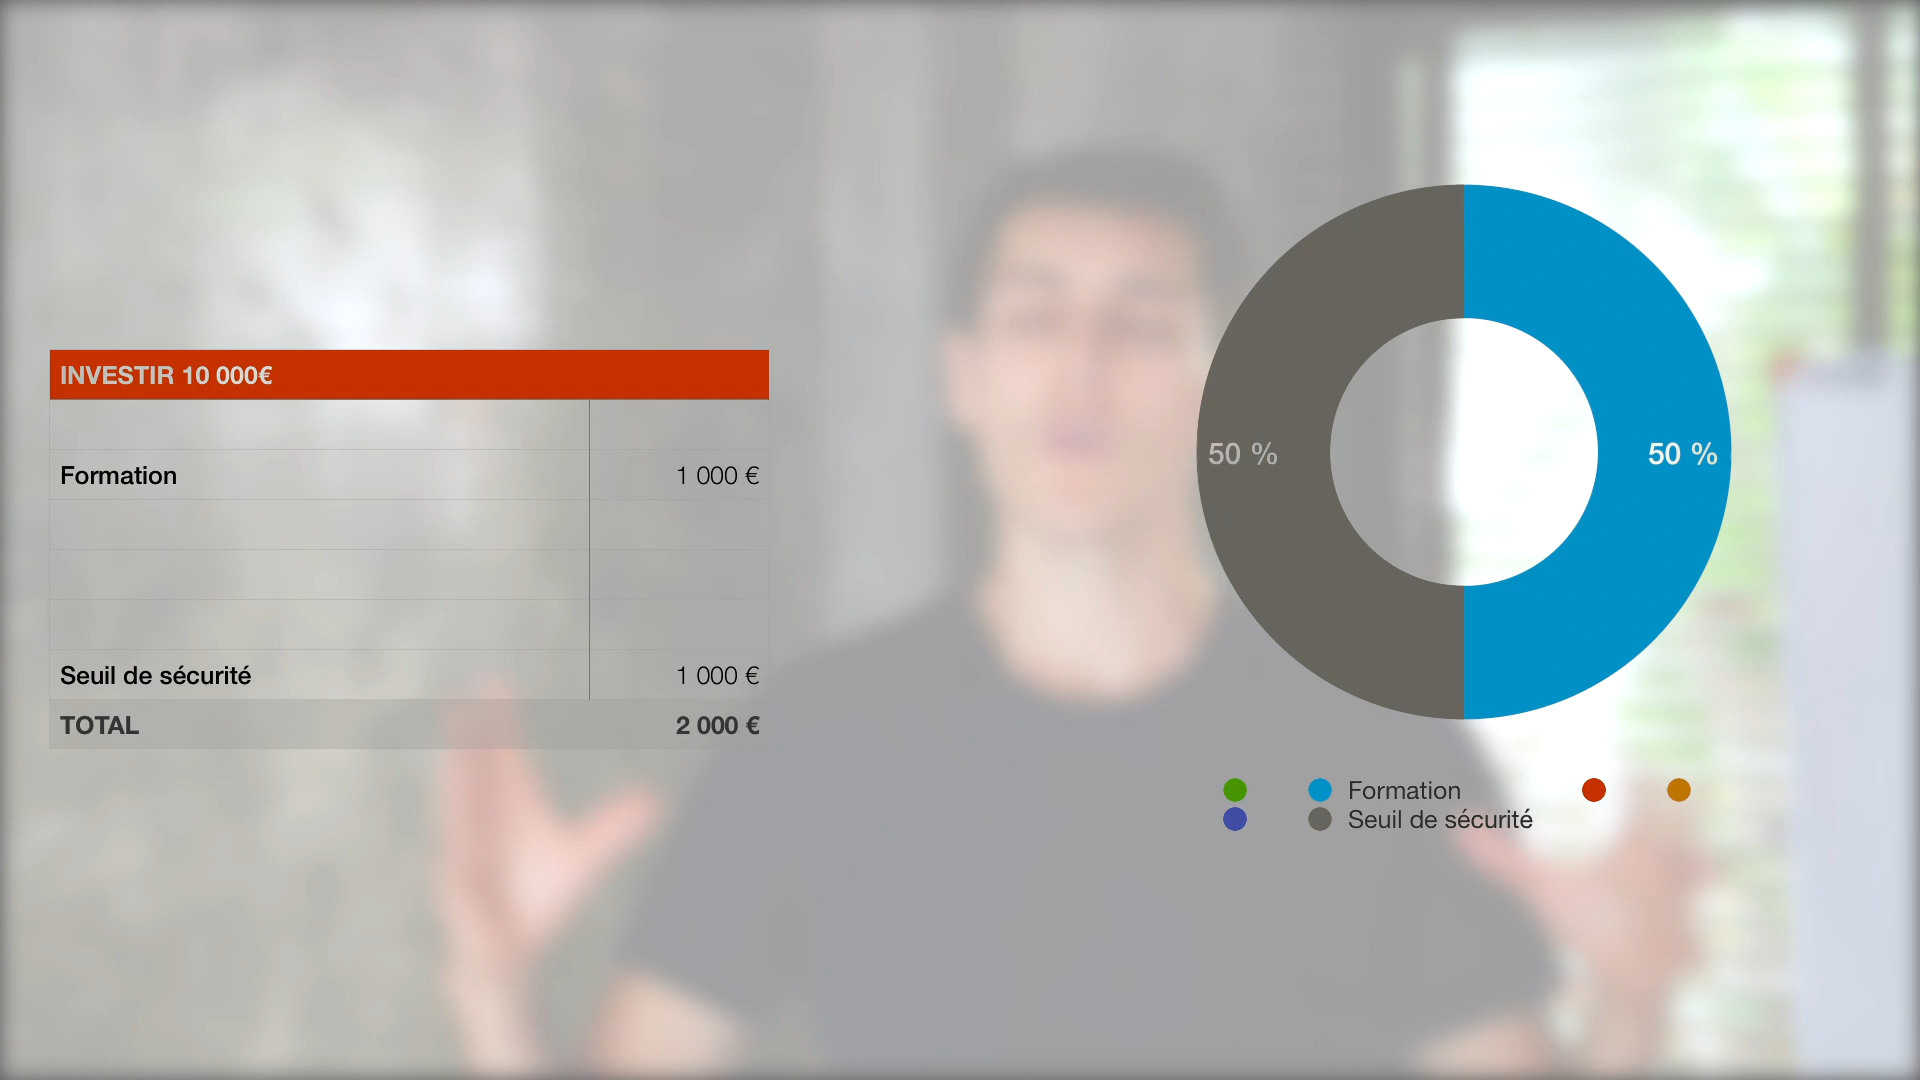 INVESTIR 10 000€
Formation 1 000 €
Seuil de sécurité 1 000 €
TOTAL 2 000 €
50 % 50 %
Formation
Seuil de sécurité